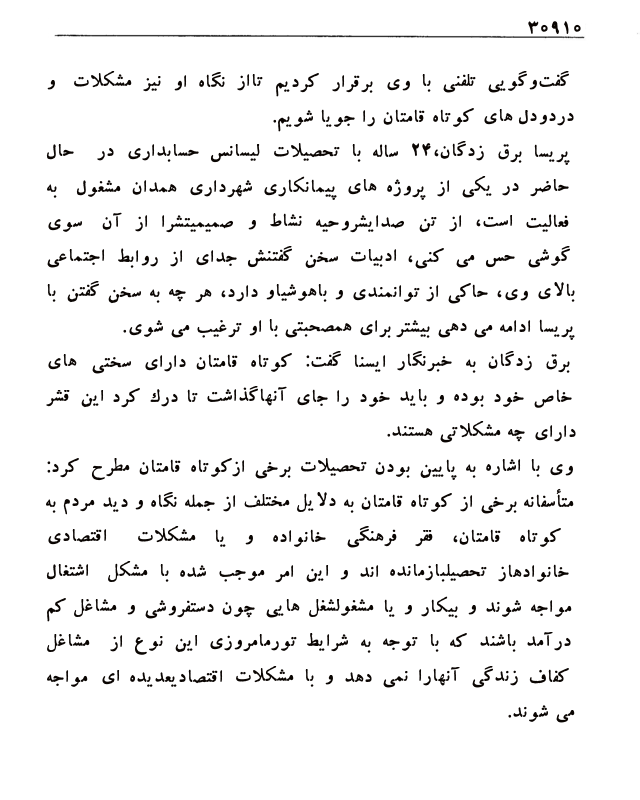 ۳۰۹۱۰
گفت‌وگویی تلفنی با وی برقرار کردیم تااز نگاه او نیز مشکلات و
دردودل های کوتاه قامتان را جویا شویم.
پریسا برق زدگان،۲۴ ساله با تحصیلات لیسانس حسابداری در حال
حاضر در یکی از پروژه های پیمانکاری شهرداری همدان مشغول به
فعالیت است، از تن صدایشروحیه نشاط و صمیمیتشرا از آن سوی
گوشی حس می کنی، ادبیات سخن گفتنش جدای از روابط اجتماعی
بالای وی، حاکی از توانمندی و باهوشیاو دارد، هر چه به سخن گفتن با
پریسا ادامه می دهی بیشتر برای همصحبتی با او ترغیب می شوی.
برق زدگان به خبرنگار ایسنا گفت: کوتاه قامتان دارای سختی های
خاص خود بوده و باید خود را جای آنهاگذاشت تا درك کرد این قشر
دارای چه مشکلاتی هستند.
وی با اشاره به پایین بودن تحصیلات برخی ازکوتاه قامتان مطرح کرد:
متأسفانه برخی از کوتاه قامتان به دلایل مختلف از جمله نگاه و دید مردم به
کوتاه قامتان، فقر فرهنگی خانواده و یا مشکلات اقتصادی
خانوادهاز تحصیلبازمانده اند و این امر موجب شده با مشکل اشتغال
مواجه شوند و بیکار و یا مشغولشغل هایی چون دستفروشی و مشاغل کم
درآمد باشند که با توجه به شرایط تورمامروزی این نوع از مشاغل
کفاف زندگی آنهارا نمی دهد و با مشکلات اقتصادیعدیده ای مواجه
می شوند.